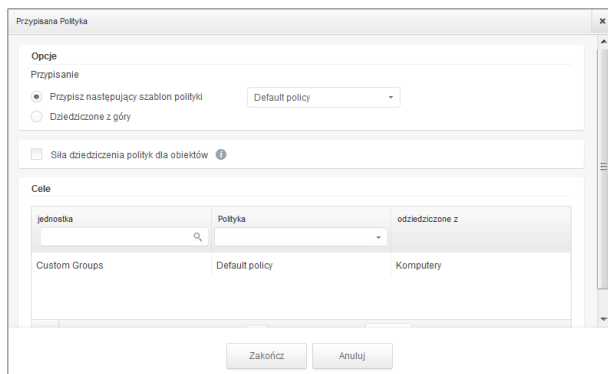 Przypisana Polityka
Opcje
Przypisanie
Przypisz następujący szablon polityki
Default policy
Dziedziczone z góry
Siła dziedziczenia polityk dla obiektów
Cele
jednostka
Polityka
odziedziczone z
Custom Groups
Default policy
Komputery
Zakończ
Anuluj